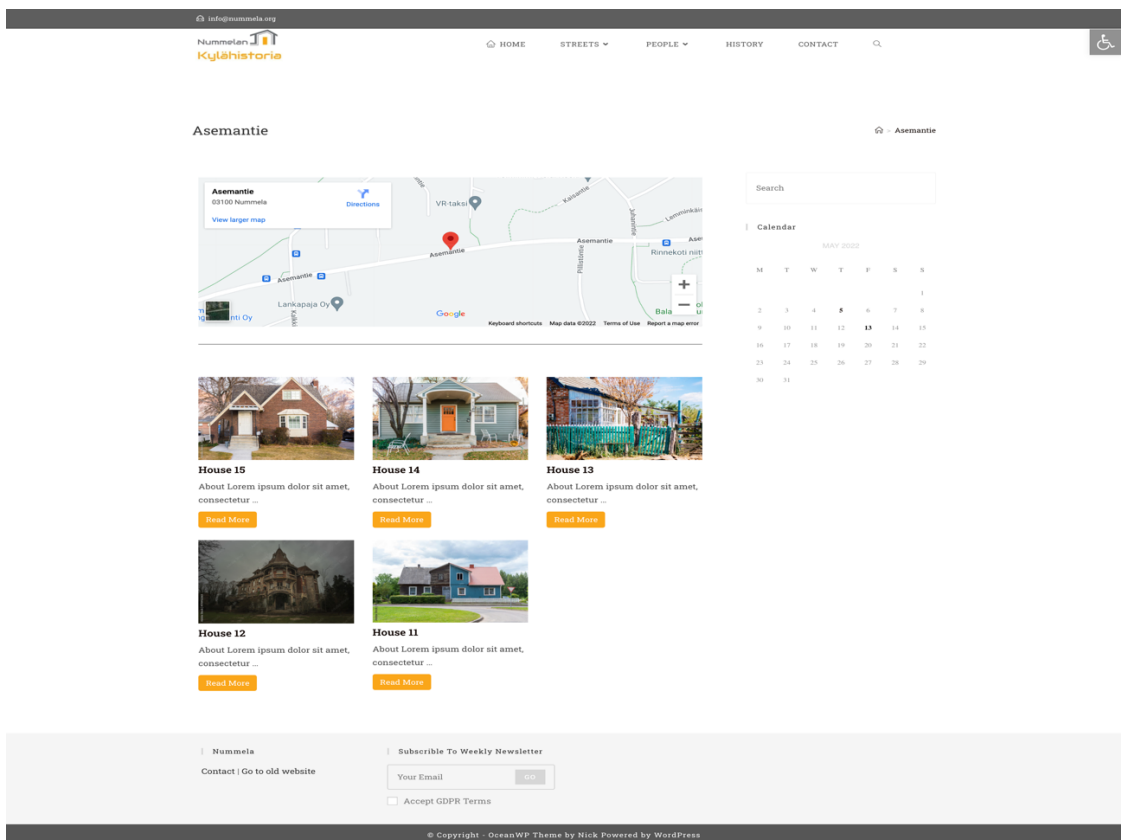 info@nummela.org
Nummelan
Kylähistoria
HOME STREETS PEOPLE HISTORY CONTACT
Asemantie
- Asemantie
Asemantie
03100 Nummela
Directions
View larger map
VR-taksi
Kaisantie
Juhanintie
Asemantie
Asemantie
Rinnekoti niitt
Pillistöntie
Asemantie
Lankapaja Oy
nti Oy
Google
Keyboard shortcuts Map data ©2022 Terms of Use Report a map error
Search
Calendar
MAY 2022
M T W T F S S
1
2 3 4 5 6 7 8
9 10 11 12 13 14 15
16 17 18 19 20 21 22
23 24 25 26 27 28 29
30 31
House 15
About Lorem ipsum dolor sit amet,
consectetur ...
Read More
House 14
About Lorem ipsum dolor sit amet,
consectetur ...
Read More
House 13
About Lorem ipsum dolor sit amet,
consectetur ...
Read More
House 12
About Lorem ipsum dolor sit amet,
consectetur ...
Read More
House 11
About Lorem ipsum dolor sit amet,
consectetur ...
Read More
Nummela
Contact | Go to old website
Subscrible To Weekly Newsletter
Your Email GO
Accept GDPR Terms
© Copyright - OceanWP Theme by Nick Powered by WordPress